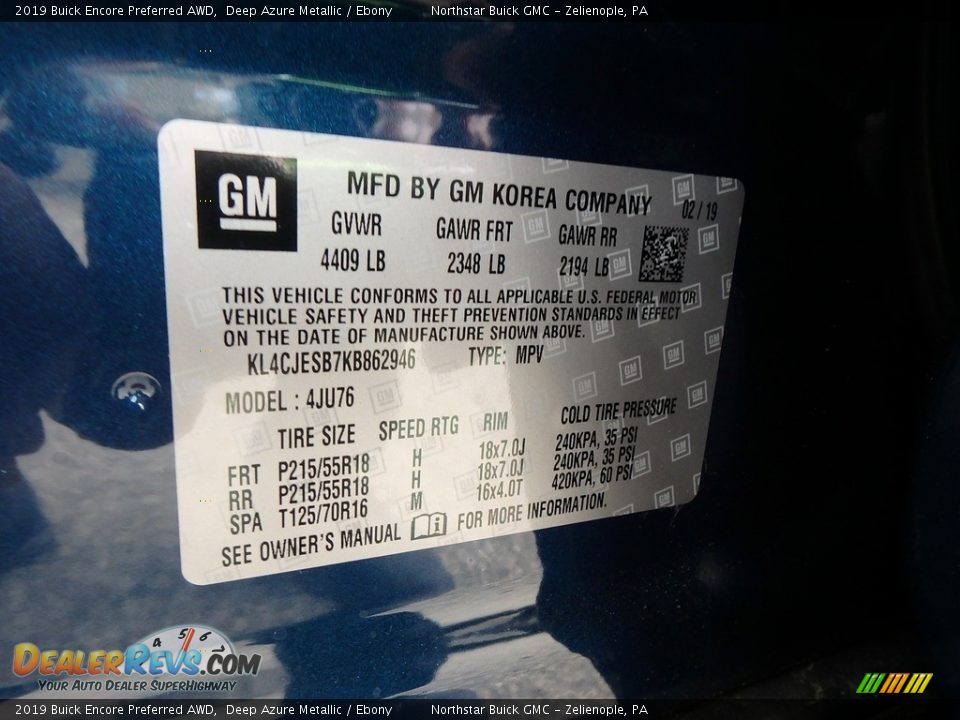 2019 Buick Encore Preferred AWD, Deep Azure Metallic / Ebony Northstar Buick GMC - Zelienople, PA
GM MFD BY GM KOREA COMPANY 02 / 19
GVWR GAWR FRT GAWR RR
4409 LB 2348 LB 2194 LB
THIS VEHICLE CONFORMS TO ALL APPLICABLE U.S. FEDERAL MOTOR
VEHICLE SAFETY AND THEFT PREVENTION STANDARDS IN EFFECT
ON THE DATE OF MANUFACTURE SHOWN ABOVE.
KL4CJESB7KB862946 TYPE: MPV
MODEL : 4JU76
TIRE SIZE SPEED RTG RIM COLD TIRE PRESSURE
FRT P215/55R18 H 18x7.0J 240KPA, 35 PSI
RR P215/55R18 H 18x7.0J 240KPA, 35 PSI
SPA T125/70R16 M 16x4.0T 420KPA, 60 PSI
SEE OWNER'S MANUAL i FOR MORE INFORMATION.
4 5 6
DEALERREVS.COM
YOUR AUTO DEALER SUPERHIGHWAY
2019 Buick Encore Preferred AWD, Deep Azure Metallic / Ebony Northstar Buick GMC - Zelienople, PA